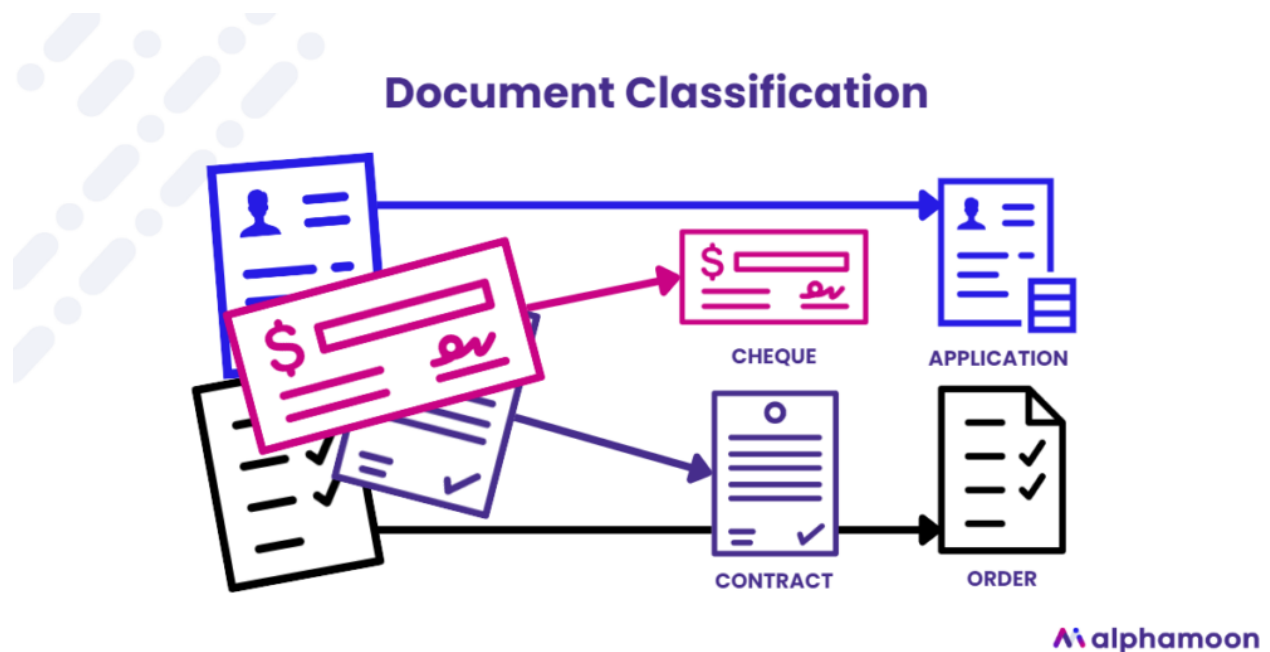 Document Classification
$
$
CHEQUE
APPLICATION
CONTRACT
ORDER
alphamoon